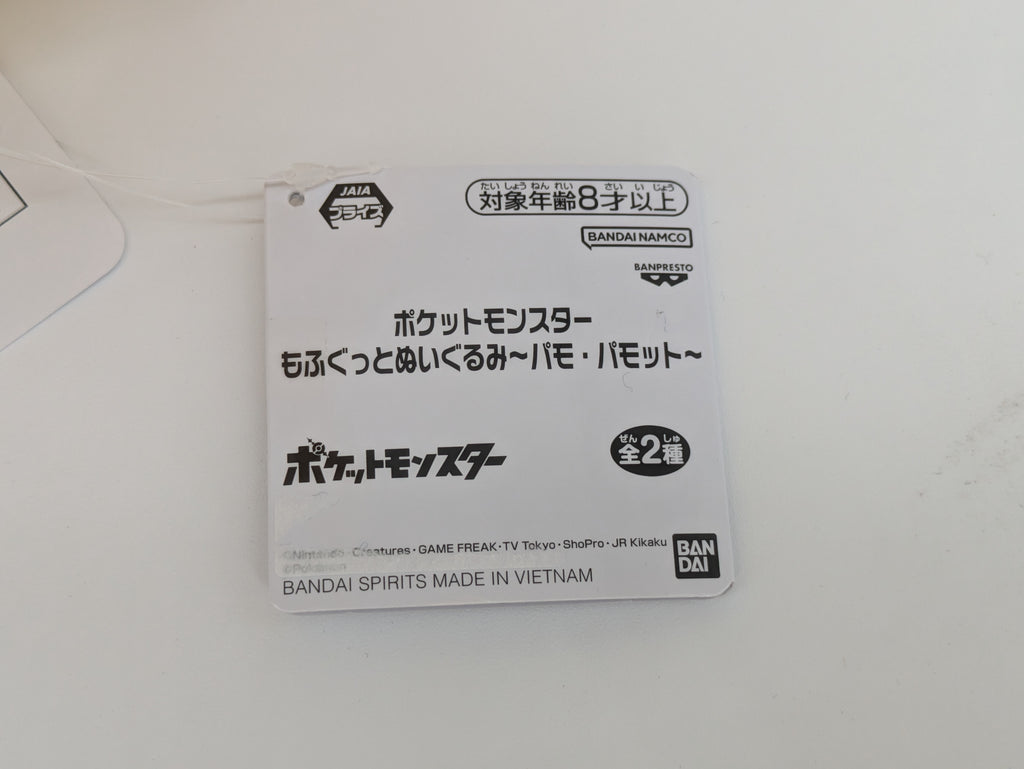 JAIA
プライズ
たいしょうねんれい さいいじょう
対象年齢8才以上
BANDAI NAMCO
BANPRESTO
ポケットモンスター
もふぐっとぬいぐるみ～パモ・パモット～
ポケットモンスター
ぜん しゅ
全2種
©Nintendo・Creatures・GAME FREAK・TV Tokyo・ShoPro・JR Kikaku
©Pokémon
BANDAI SPIRITS MADE IN VIETNAM
BAN
DAI